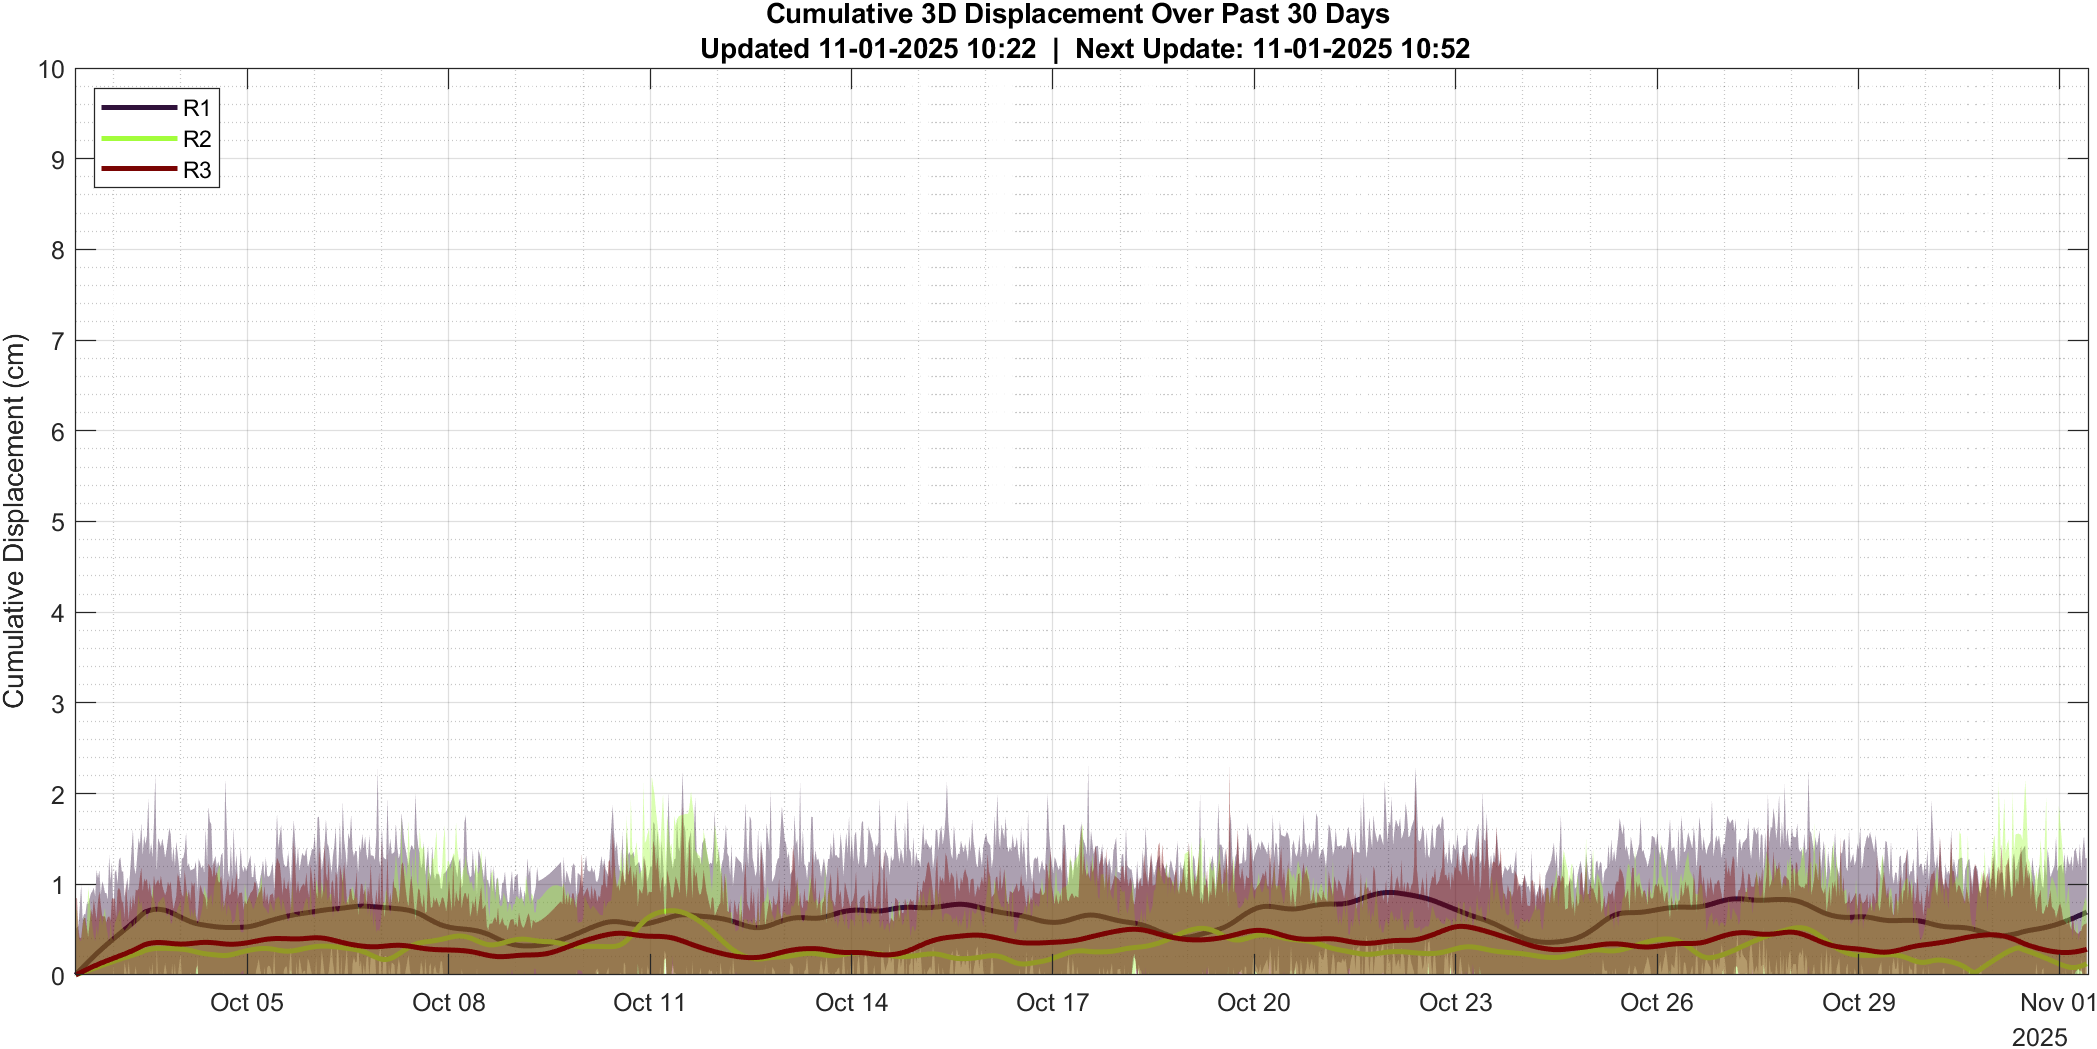 Cumulative 3D Displacement Over Past 30 Days
Updated 11-01-2025 10:22 | Next Update: 11-01-2025 10:52
R1
R2
R3
Cumulative Displacement (cm)
10
9
8
7
6
5
4
3
2
1
0
Oct 05 Oct 08 Oct 11 Oct 14 Oct 17 Oct 20 Oct 23 Oct 26 Oct 29 Nov 01
2025